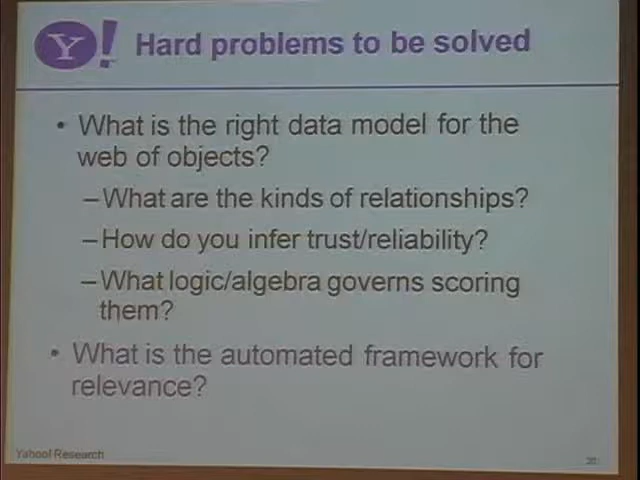 Y!
Hard problems to be solved
• What is the right data model for the
web of objects?
–What are the kinds of relationships?
–How do you infer trust/reliability?
–What logic/algebra governs scoring
them?
• What is the automated framework for
relevance?
Yahoo! Research